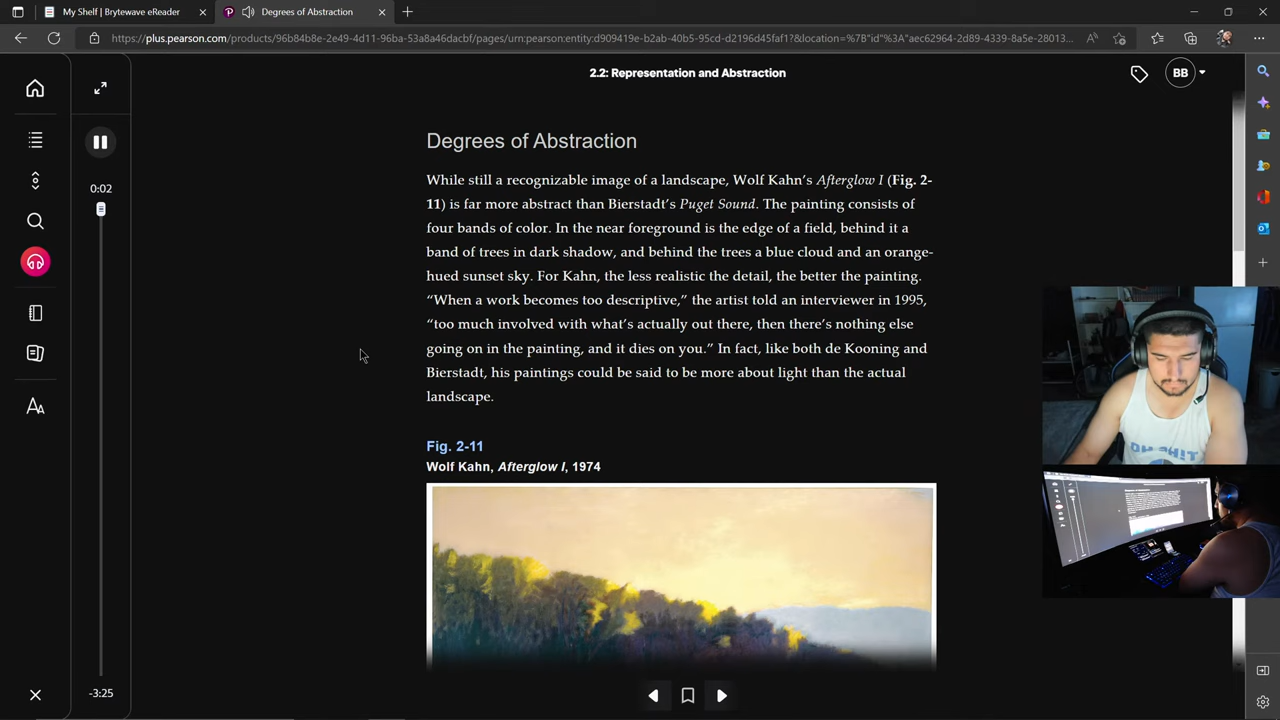 My Shelf | Brytewave eReader
Degrees of Abstraction
https://plus.pearson.com/products/96b84b8e-2e49-4d11-96ba-53a8a46dacbf/pages/urn:pearson:entity:d909419e-b2ab-40b5-95cd-d2196d45faf1?&location=%7B"id"%3A"aec62964-2d89-4339-8a5e-28013...
2.2: Representation and Abstraction
BB
0:02
-3:25
Degrees of Abstraction
While still a recognizable image of a landscape, Wolf Kahn’s Afterglow I (Fig. 2-
11) is far more abstract than Bierstadt’s Puget Sound. The painting consists of
four bands of color. In the near foreground is the edge of a field, behind it a
band of trees in dark shadow, and behind the trees a blue cloud and an orange-
hued sunset sky. For Kahn, the less realistic the detail, the better the painting.
“When a work becomes too descriptive,” the artist told an interviewer in 1995,
“too much involved with what’s actually out there, then there’s nothing else
going on in the painting, and it dies on you.” In fact, like both de Kooning and
Bierstadt, his paintings could be said to be more about light than the actual
landscape.
Fig. 2-11
Wolf Kahn, Afterglow I, 1974